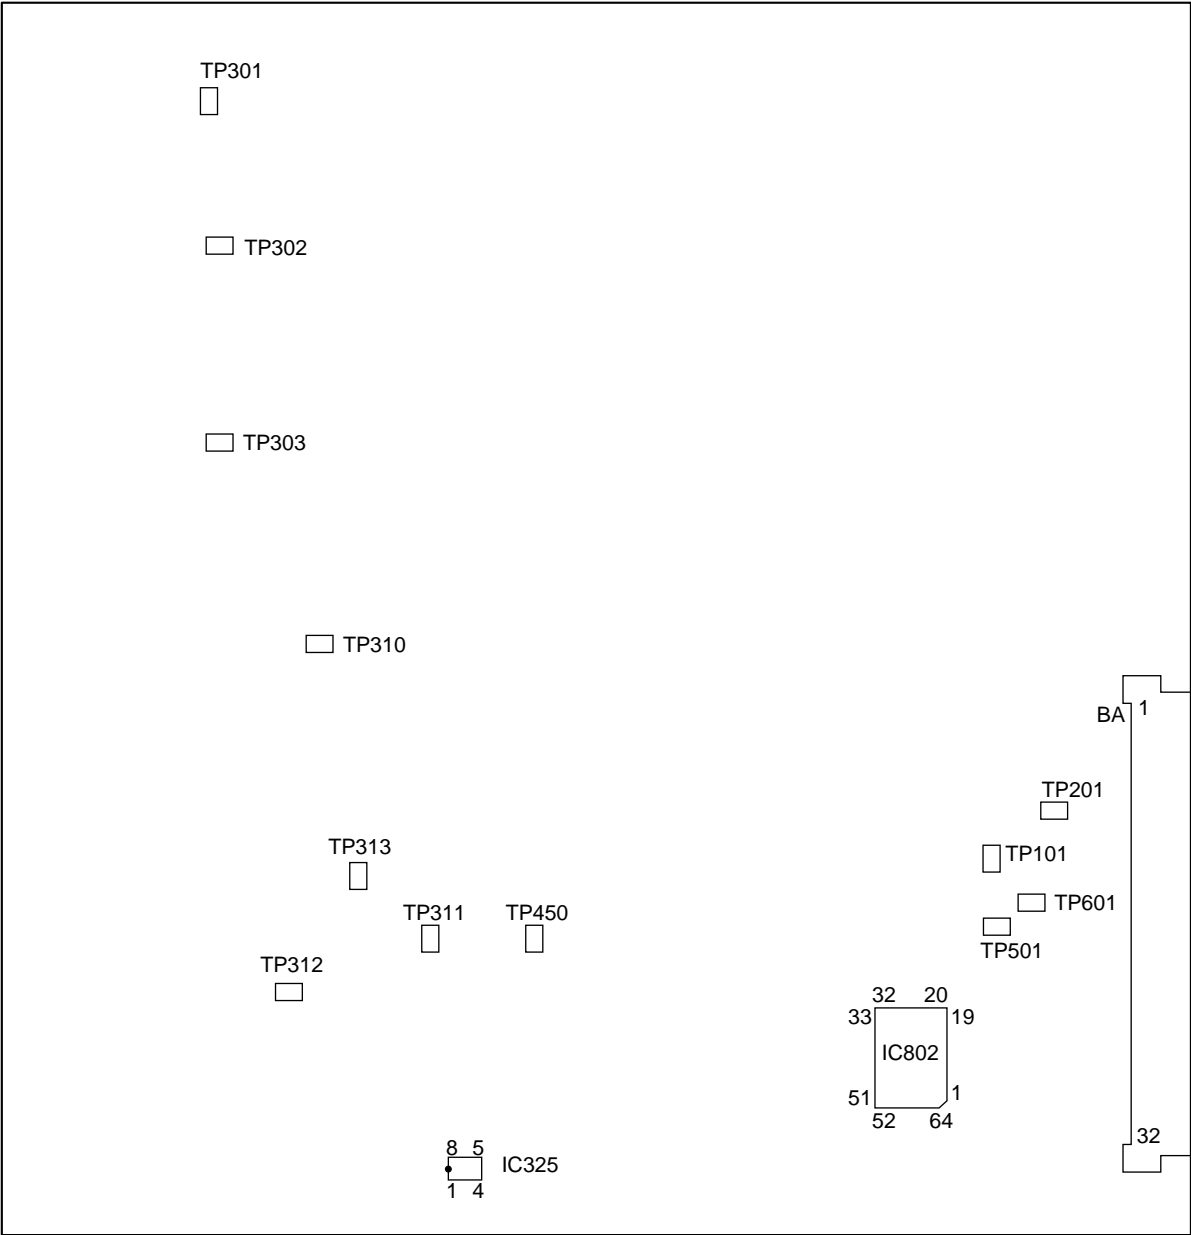 TP301
TP302
TP303
TP310
BA 1
TP201
TP313
TP101
TP601
TP311 TP450
TP501
TP312
32 20
33 19
IC802
51 1
52 64
32
8 5
IC325
1 4